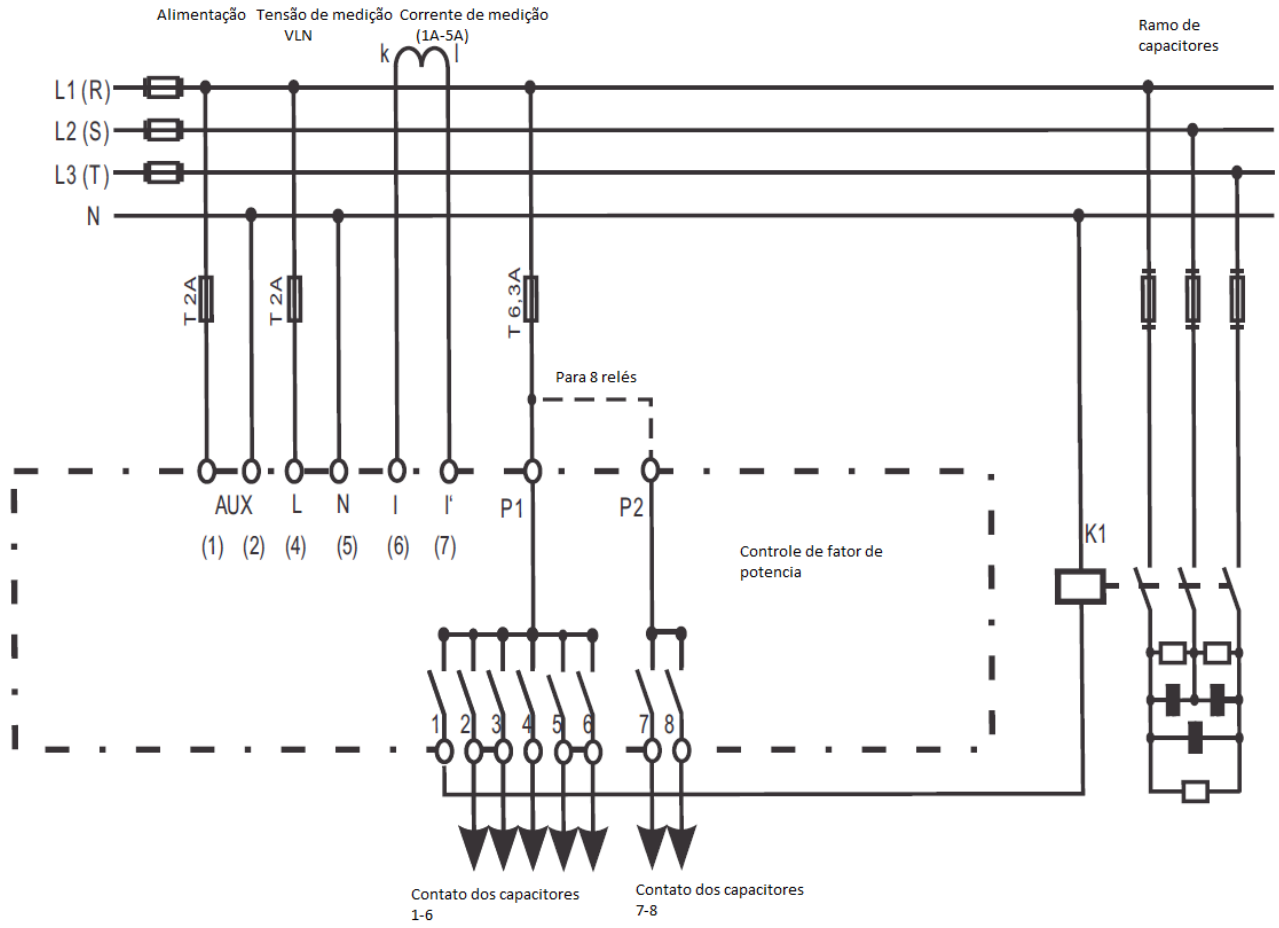 Alimentação
Tensão de medição
VLN
Corrente de medição
(1A-5A)
k
l
Ramo de
capacitores
L1 (R)
L2 (S)
L3 (T)
N
T 2A
T 2A
T 6,3A
Para 8 relés
AUX
L
N
I
I'
P1
P2
(1)
(2)
(4)
(5)
(6)
(7)
Controle de fator de
potencia
K1
1
2
3
4
5
6
7
8
Contato dos capacitores
1-6
Contato dos capacitores
7-8